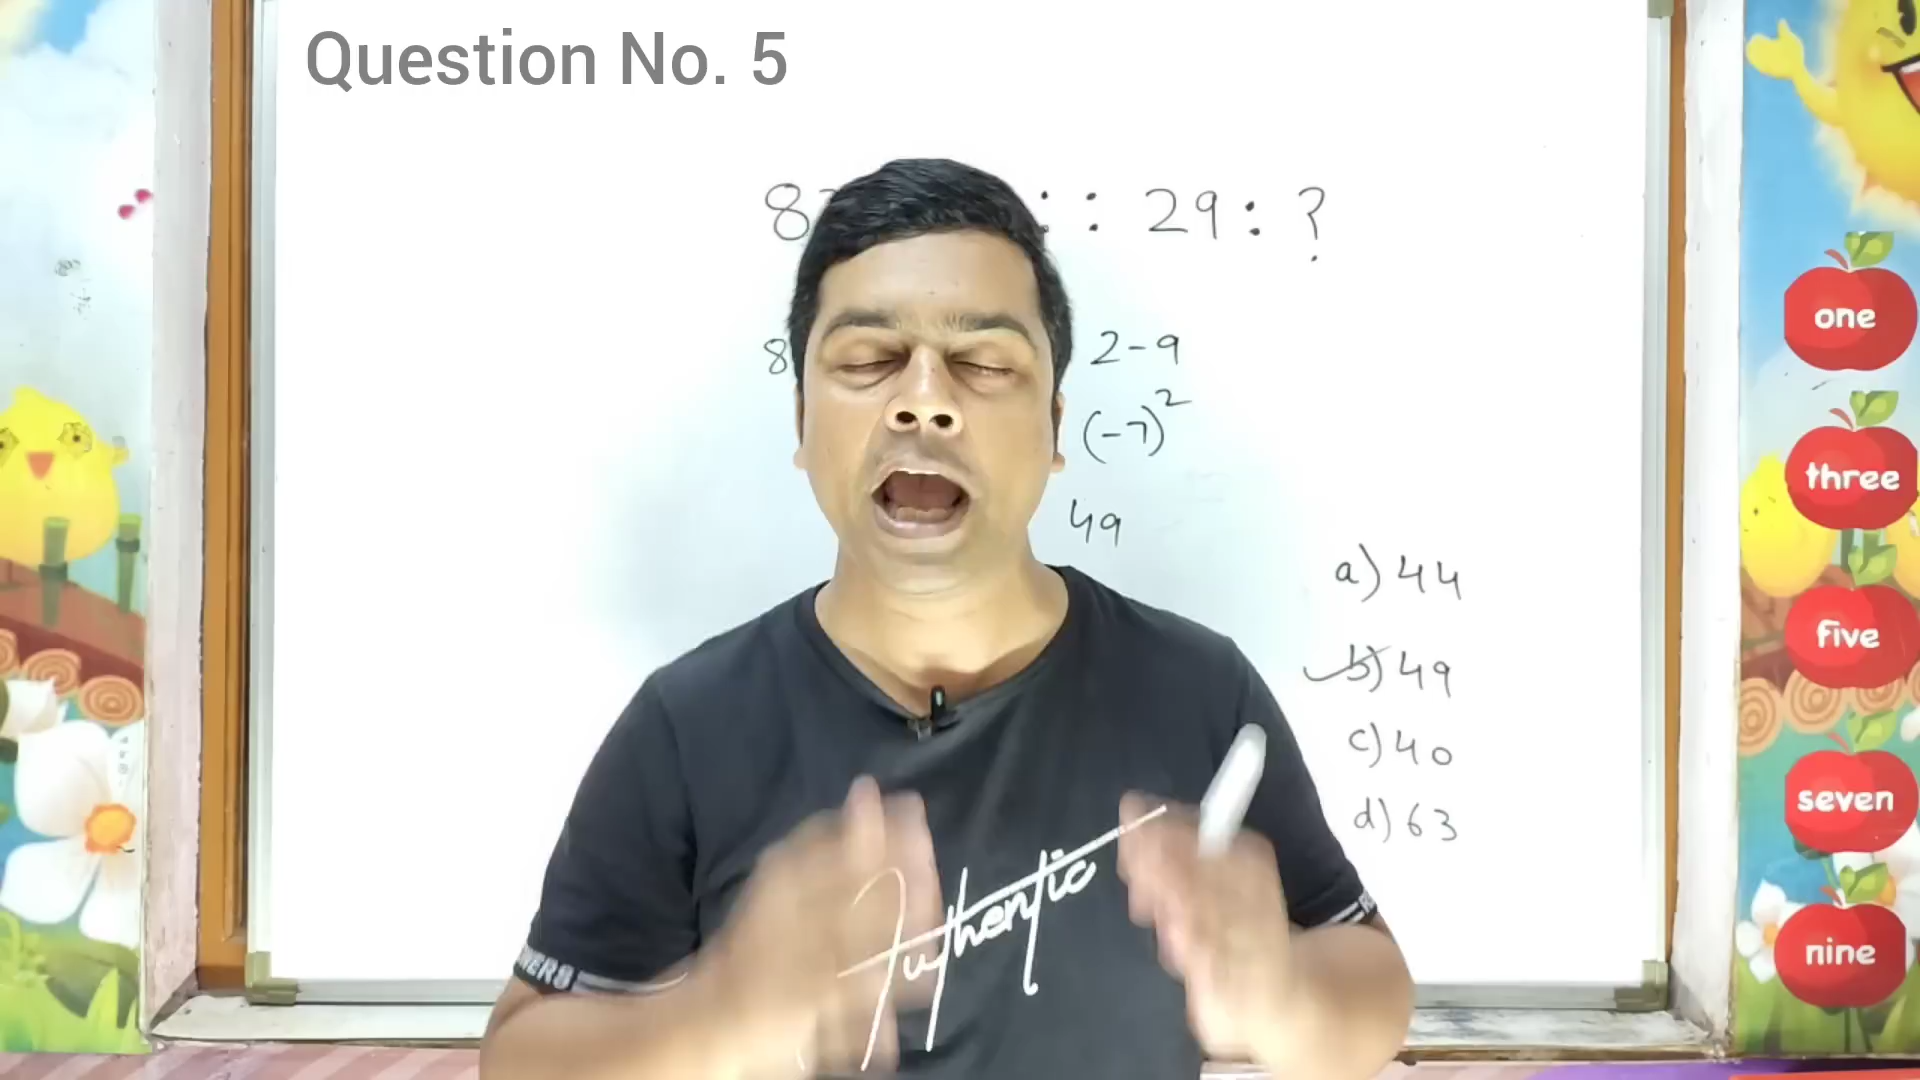 Question No. 5
: : 29 : ?
8
2-9
(-7)²
49
a) 44
b) 49
c) 40
d) 63
Authentic
one
three
five
seven
nine